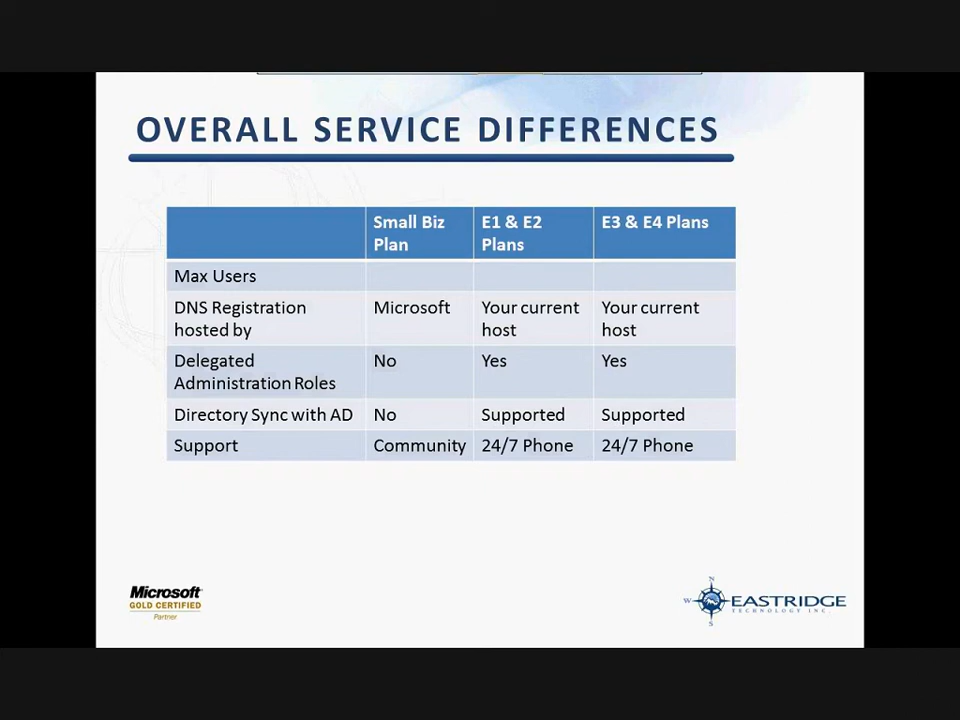 OVERALL SERVICE DIFFERENCES
Small Biz Plan E1 & E2 Plans E3 & E4 Plans
Max Users
DNS Registration hosted by Microsoft Your current host Your current host
Delegated Administration Roles No Yes Yes
Directory Sync with AD No Supported Supported
Support Community 24/7 Phone 24/7 Phone
Microsoft
GOLD CERTIFIED
Partner
N
W
EASTRIDGE
TECHNOLOGY INC.
S